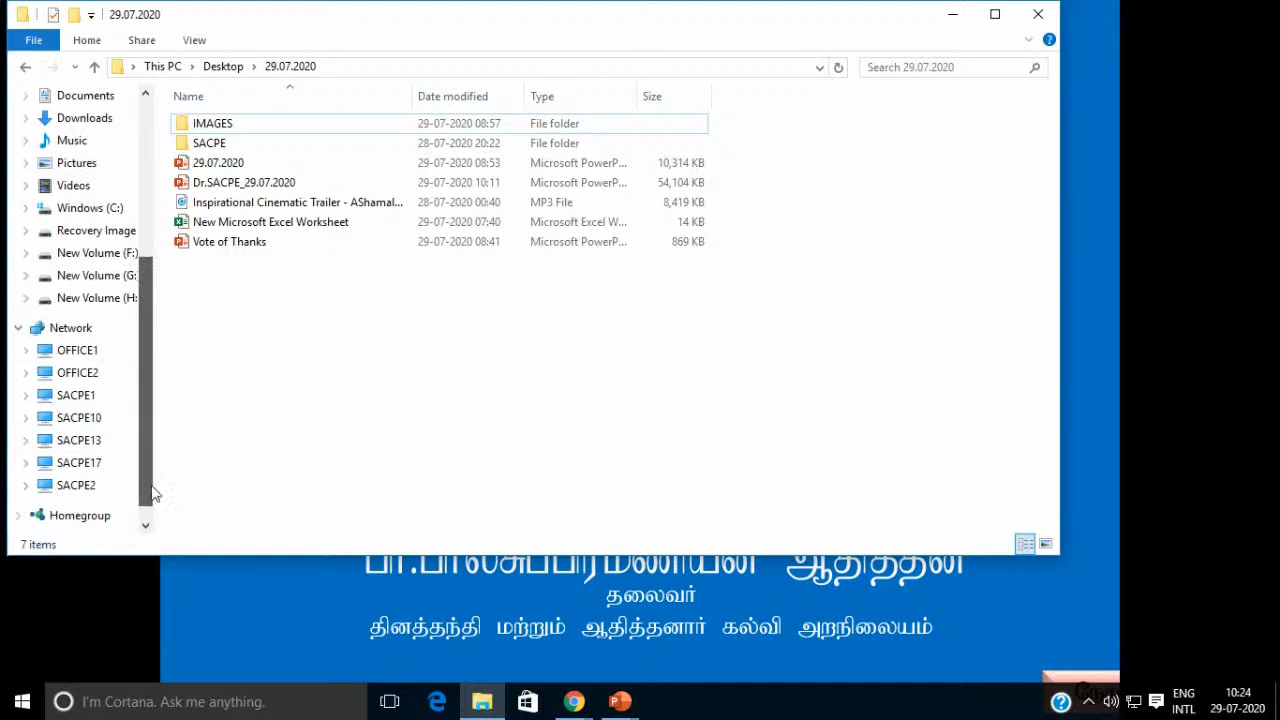 29.07.2020
File Home Share View
This PC Desktop 29.07.2020 Search 29.07.2020
Name Date modified Type Size
Documents
Downloads
Music
Pictures
Videos
Windows (C:)
Recovery Image
New Volume (F:)
New Volume (G:
New Volume (H:
Network
OFFICE1
OFFICE2
SACPE1
SACPE10
SACPE13
SACPE17
SACPE2
Homegroup
IMAGES 29-07-2020 08:57 File folder
SACPE 28-07-2020 20:22 File folder
29.07.2020 29-07-2020 08:53 Microsoft PowerP... 10,314 KB
Dr.SACPE_29.07.2020 29-07-2020 10:11 Microsoft PowerP... 54,104 KB
Inspirational Cinematic Trailer - AShamal... 28-07-2020 00:40 MP3 File 8,419 KB
New Microsoft Excel Worksheet 29-07-2020 07:40 Microsoft Excel W... 14 KB
Vote of Thanks 29-07-2020 08:41 Microsoft PowerP... 869 KB
7 items
பா.பாலசுப்பிரமணியன் ஆதித்தன்
தலைவர்
தினத்தந்தி மற்றும் ஆதித்தனார் கல்வி அறநிலையம்
I'm Cortana. Ask me anything.
ENG
INTL
10:24
29-07-2020